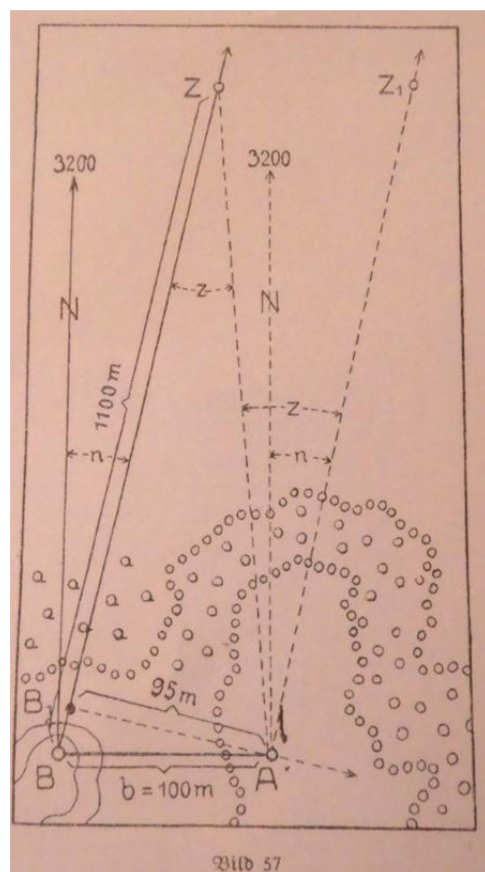 Z Z₁
3200 3200
N N
z
1100 m
z
n n
95 m
B₁
B A
b = 100 m
Bild 57